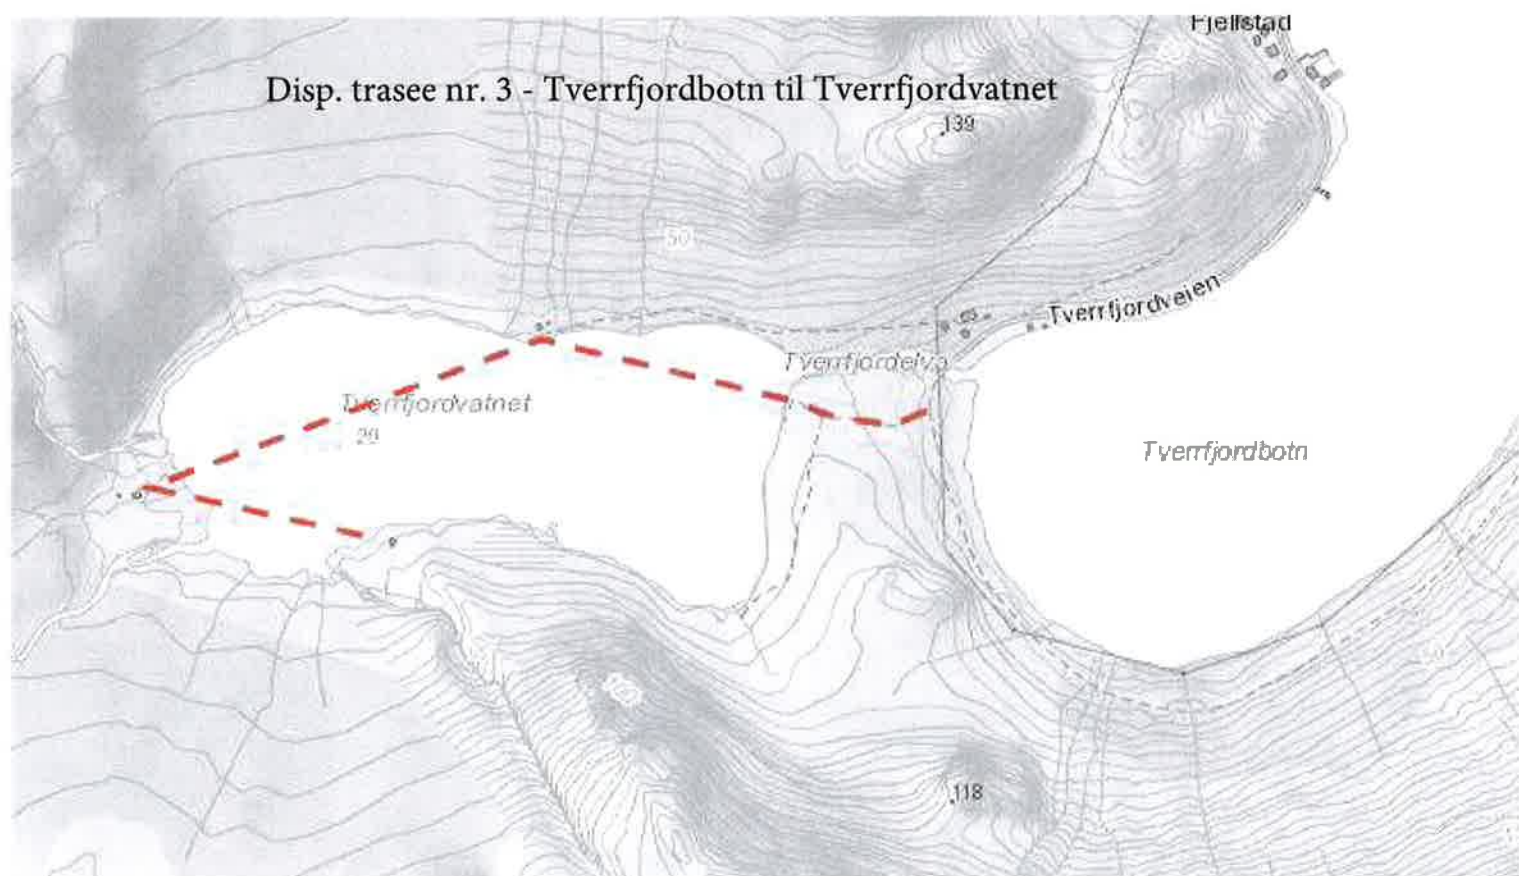 Fjellstad
Disp. trasee nr. 3 - Tverrfjordbotn til Tverrfjordvatnet
139
50
Tverrfjordveien
Tverrfjordelva
Tverrfjordvatnet
29
Tverrfjordbotn
118